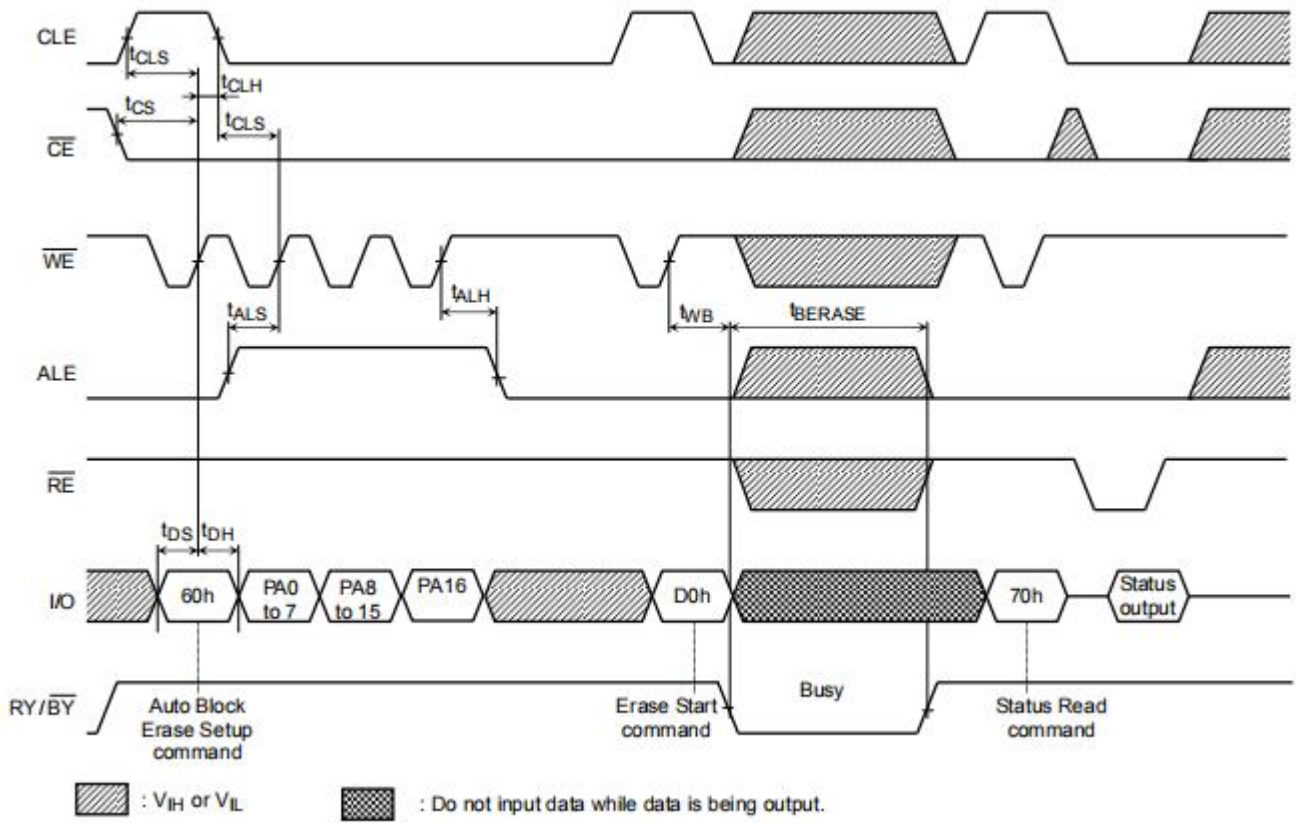 CLE
tCLS
tCLH
tCS
tCLS
CE
WE
tALS
tALH
tWB
tBERASE
ALE
RE
tDS
tDH
I/O
60h
PA0
to 7
PA8
to 15
PA16
D0h
70h
Status
output
RY/BY
Busy
Auto Block
Erase Setup
command
Erase Start
command
Status Read
command
: VIH or VIL
: Do not input data while data is being output.